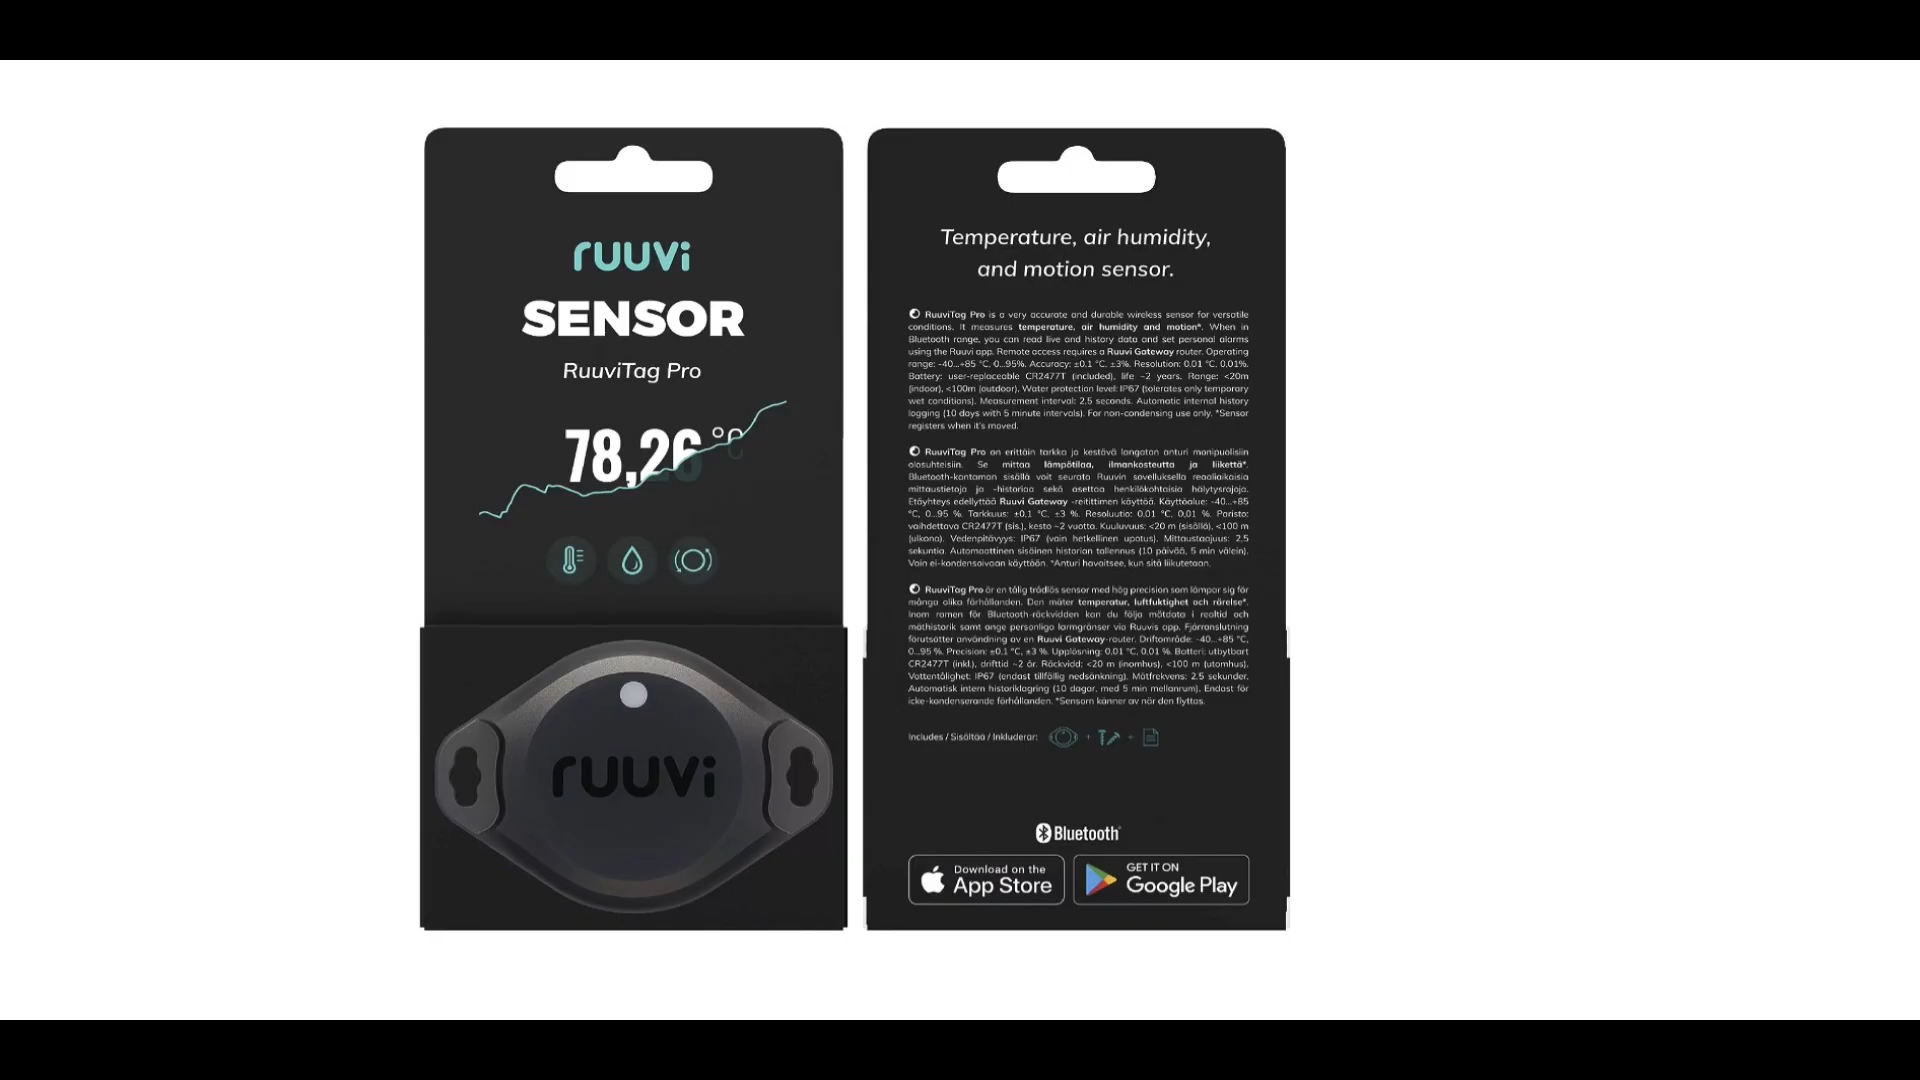 ruuvi
SENSOR
RuuviTag Pro
78,26 °C
ruuvi
Temperature, air humidity,
and motion sensor.
RuuviTag Pro is a very accurate and durable wireless sensor for versatile
conditions. It measures temperature, air humidity and motion*. When in
Bluetooth range, you can read live and history data and set personal alarms
using the Ruuvi app. Remote access requires a Ruuvi Gateway router. Operating
range: -40...+85 °C, 0...95%. Accuracy: ±0,1 °C, ±3%. Resolution: 0,01 °C, 0,01%.
Battery: user-replaceable CR2477T (included), life ~2 years. Range: <20m
(indoor), <100m (outdoor). Water protection level: IP67 (tolerates only temporary
wet conditions). Measurement interval: 2,5 seconds. Automatic internal history
logging (10 days with 5 minute intervals). For non-condensing use only. *Sensor
registers when it's moved.
RuuviTag Pro on erittäin tarkka ja kestävä langaton anturi monipuolisiin
olosuhteisiin. Se mittaa lämpötilaa, ilmankosteutta ja liikettä*.
Bluetooth-kantaman sisällä voit seurata Ruuvin sovelluksella reaaliaikaisia
mittaustietoja ja -historiaa sekä asettaa henkilökohtaisia hälytysrajoja.
Etäyhteys edellyttää Ruuvi Gateway -reitittimen käyttöä. Käyttöalue: -40...+85
°C, 0...95 %. Tarkkuus: ±0,1 °C, ±3 %. Resoluutio: 0,01 °C, 0,01 %. Paristo:
vaihdettava CR2477T (sis.), kesto ~2 vuotta. Kuuluvuus: <20 m (sisällä), <100 m
(ulkona). Vedenpitävyys: IP67 (vain hetkellinen upotus). Mittaustaajuus: 2,5
sekuntia. Automaattinen sisäinen historian tallennus (10 päivää, 5 min välein).
Vain ei-kondensoivaan käyttöön. *Anturi havaitsee, kun sitä liikutetaan.
RuuviTag Pro är en tålig trådlös sensor med hög precision som lämpar sig för
många olika förhållanden. Den mäter temperatur, luftfuktighet och rörelse*.
Inom ramen för Bluetooth-räckvidden kan du följa mätdata i realtid och
mäthistorik samt ange personliga larmgränser via Ruuvis app. Fjärranslutning
förutsätter användning av en Ruuvi Gateway-router. Driftområde: -40...+85 °C,
0...95 %. Precision: ±0,1 °C, ±3 %. Upplösning: 0,01 °C, 0,01 %. Batteri: utbytbart
CR2477T (inkl.), drifttid ~2 år. Räckvidd: <20 m (inomhus), <100 m (utomhus).
Vattentålighet: IP67 (endast tillfällig nedsänkning). Mätfrekvens: 2.5 sekunder.
Automatisk intern historiklagring (10 dagar, med 5 min mellanrum). Endast för
icke-kondenserande förhållanden. *Sensorn känner av när den flyttas.
Includes / Sisältää / Inkluderar:
Bluetooth®
Download on the
App Store
GET IT ON
Google Play